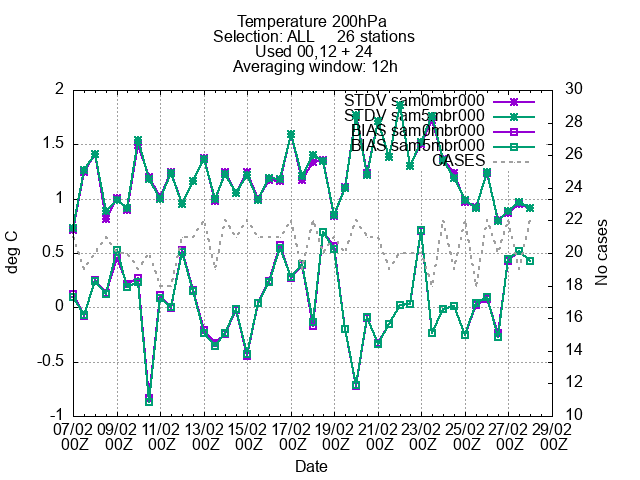 Temperature 200hPa
Selection: ALL 26 stations
Used 00,12 + 24
Averaging window: 12h
STDV sam0mbr000
STDV sam5mbr000
BIAS sam0mbr000
BIAS sam5mbr000
CASES
deg C
2
1.5
1
0.5
0
-0.5
-1
30
28
26
24
22
20
18
16
14
12
10
No cases
07/02 09/02 11/02 13/02 15/02 17/02 19/02 21/02 23/02 25/02 27/02 29/02
00Z 00Z 00Z 00Z 00Z 00Z 00Z 00Z 00Z 00Z 00Z 00Z
Date